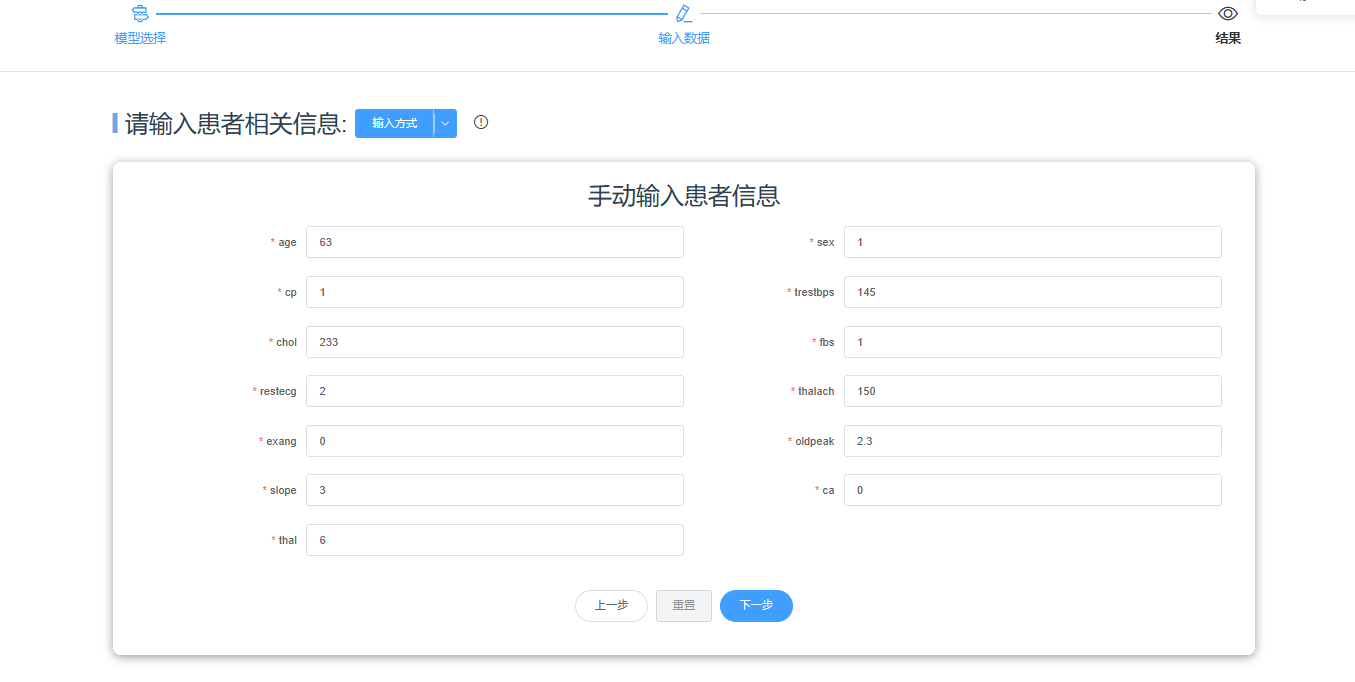 模型选择
输入数据
结果
请输入患者相关信息:
输入方式
手动输入患者信息
* age 63
* sex 1
* cp 1
* trestbps 145
* chol 233
* fbs 1
* restecg 2
* thalach 150
* exang 0
* oldpeak 2.3
* slope 3
* ca 0
* thal 6
上一步
重置
下一步